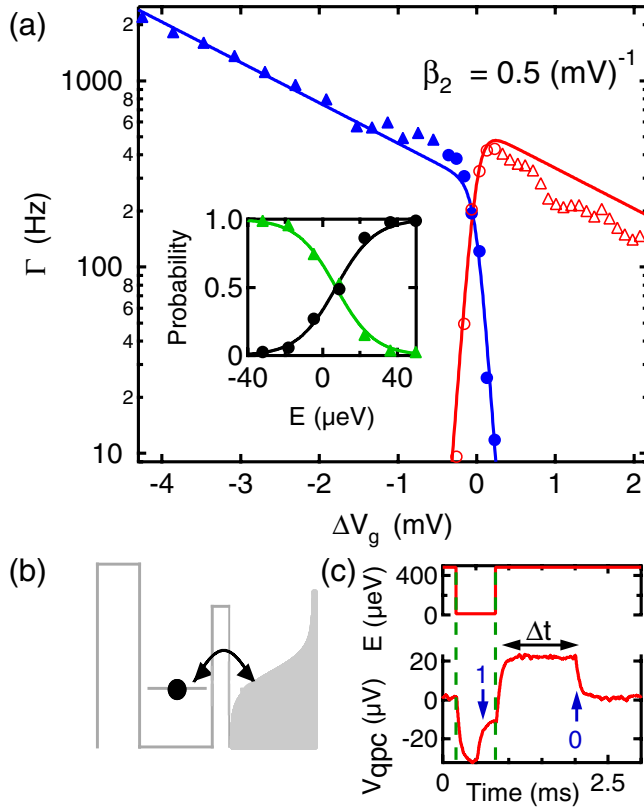 (a)
β₂ = 0.5 (mV)⁻¹
Γ (Hz)
2
1000
8
6
4
2
100
8
6
4
2
10
-4 -3 -2 -1 0 1 2
ΔV_g (mV)
Probability
1.0
0.5
0
-40 0 40
E (μeV)
(b)
(c)
E (μeV)
400
0
Δt
V_qpc (μV)
20
0
-20
1
0
0 2.5
Time (ms)